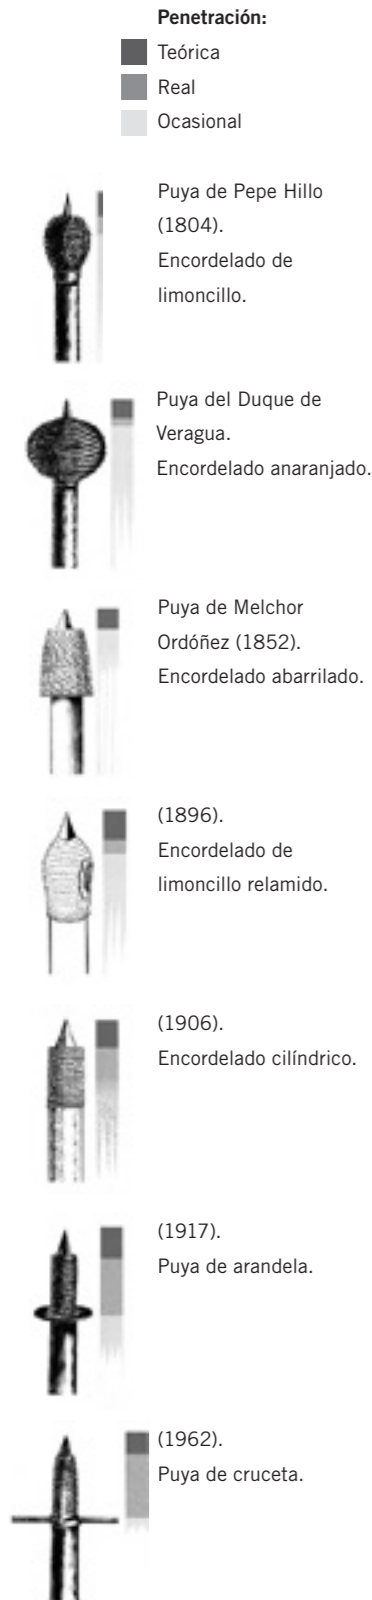 Penetración:
Teórica
Real
Ocasional
Puya de Pepe Hillo
(1804).
Encordelado de
limoncillo.
Puya del Duque de
Veragua.
Encordelado anaranjado.
Puya de Melchor
Ordóñez (1852).
Encordelado abarrilado.
(1896).
Encordelado de
limoncillo relamido.
(1906).
Encordelado cilíndrico.
(1917).
Puya de arandela.
(1962).
Puya de cruceta.